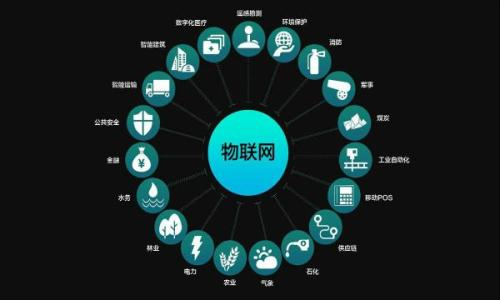 物联网
遥感勘测
环境保护
消防
军事
煤炭
工业自动化
移动POS
供应链
石化
气象
农业
电力
林业
水务
金融
公共安全
智能运输
智能建筑
数字化医疗